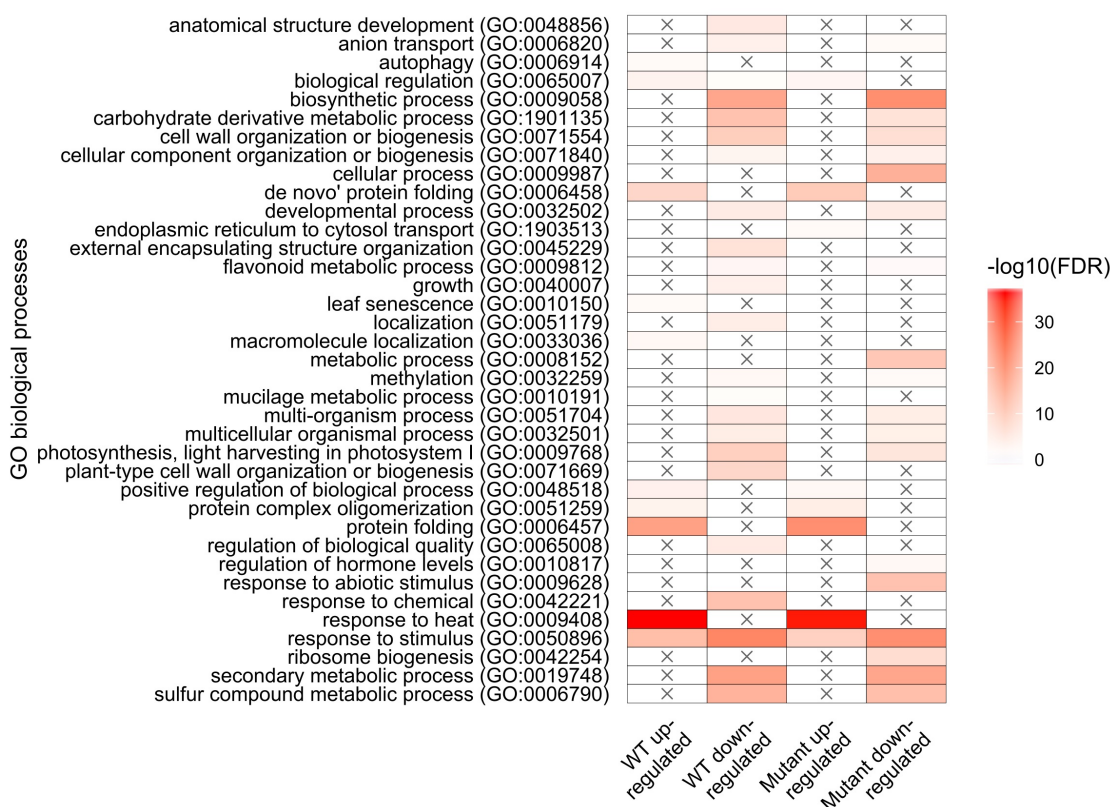 GO biological processes
anatomical structure development (GO:0048856)
anion transport (GO:0006820)
autophagy (GO:0006914)
biological regulation (GO:0065007)
biosynthetic process (GO:0009058)
carbohydrate derivative metabolic process (GO:1901135)
cell wall organization or biogenesis (GO:0071554)
cellular component organization or biogenesis (GO:0071840)
cellular process (GO:0009987)
de novo' protein folding (GO:0006458)
developmental process (GO:0032502)
endoplasmic reticulum to cytosol transport (GO:1903513)
external encapsulating structure organization (GO:0045229)
flavonoid metabolic process (GO:0009812)
growth (GO:0040007)
leaf senescence (GO:0010150)
localization (GO:0051179)
macromolecule localization (GO:0033036)
metabolic process (GO:0008152)
methylation (GO:0032259)
mucilage metabolic process (GO:0010191)
multi-organism process (GO:0051704)
multicellular organismal process (GO:0032501)
photosynthesis, light harvesting in photosystem I (GO:0009768)
plant-type cell wall organization or biogenesis (GO:0071669)
positive regulation of biological process (GO:0048518)
protein complex oligomerization (GO:0051259)
protein folding (GO:0006457)
regulation of biological quality (GO:0065008)
regulation of hormone levels (GO:0010817)
response to abiotic stimulus (GO:0009628)
response to chemical (GO:0042221)
response to heat (GO:0009408)
response to stimulus (GO:0050896)
ribosome biogenesis (GO:0042254)
secondary metabolic process (GO:0019748)
sulfur compound metabolic process (GO:0006790)
WT up-
regulated
WT down-
regulated
Mutant up-
regulated
Mutant down-
regulated
-log10(FDR)
30
20
10
0